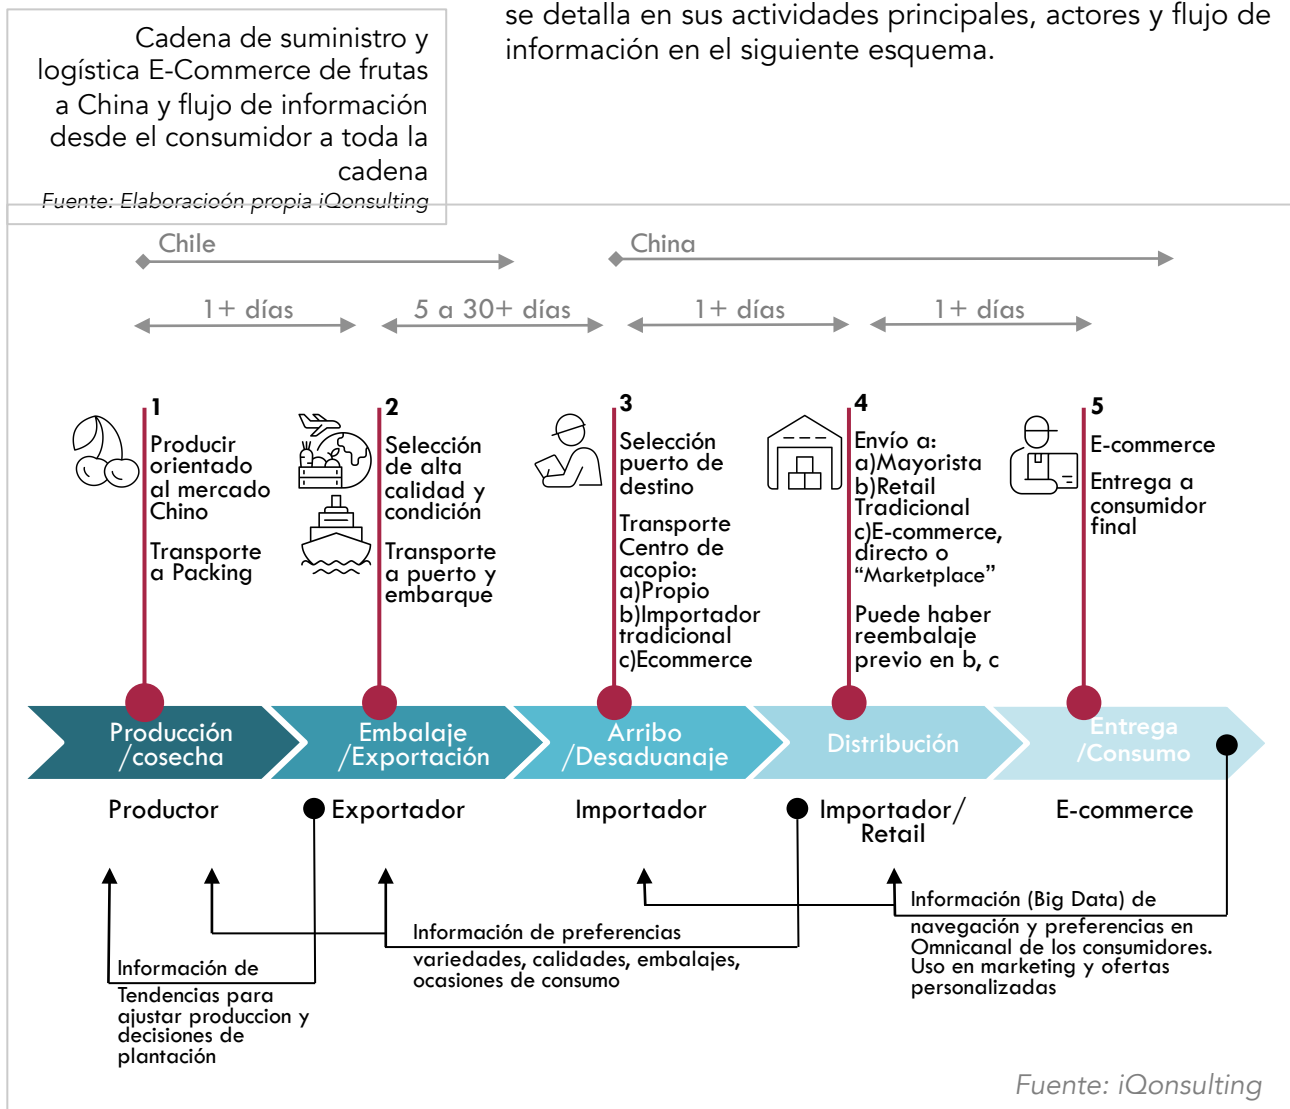 se detalla en sus actividades principales, actores y flujo de
información en el siguiente esquema.
Cadena de suministro y
logística E-Commerce de frutas
a China y flujo de información
desde el consumidor a toda la
cadena
Fuente: Elaboracioón propia iQonsulting
Chile
China
1+ días
5 a 30+ días
1+ días
1+ días
1
Producir
orientado
al mercado
Chino
Transporte
a Packing
2
Selección
de alta
calidad y
condición
Transporte
a puerto y
embarque
3
Selección
puerto de
destino
Transporte
Centro de
acopio:
a)Propio
b)Importador
tradicional
c)Ecommerce
4
Envío a:
a)Mayorista
b)Retail
Tradicional
c)E-commerce,
directo o
“Marketplace”
Puede haber
reembalaje
previo en b, c
5
E-commerce
Entrega a
consumidor
final
Producción
/cosecha
Embalaje
/Exportación
Arribo
/Desaduanaje
Distribución
Entrega
/Consumo
Productor
Exportador
Importador
Importador/
Retail
E-commerce
Información de
Tendencias para
ajustar produccion y
decisiones de
plantación
Información de preferencias
variedades, calidades, embalajes,
ocasiones de consumo
Información (Big Data) de
navegación y preferencias en
Omnicanal de los consumidores.
Uso en marketing y ofertas
personalizadas
Fuente: iQonsulting